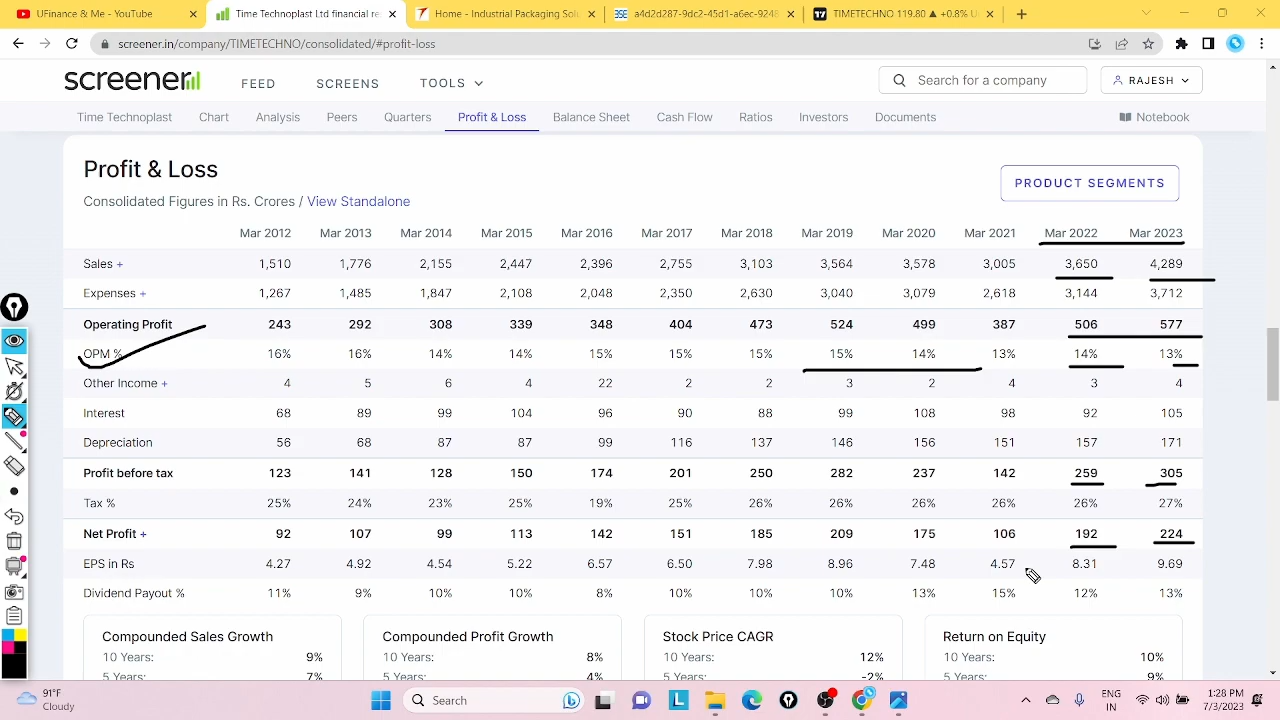 UFinance & Me - YouTube
Time Technoplast Ltd financial re
Home - Industrial Packaging Solu
a4d2d287-9dc2-45d1-a6ec-9248
TIMETECHNO 119.80 ▲ +0.8% U
screener.in/company/TIMETECHNO/consolidated/#profit-loss
screener
FEED SCREENS TOOLS
Search for a company
RAJESH
Time Technoplast Chart Analysis Peers Quarters Profit & Loss Balance Sheet Cash Flow Ratios Investors Documents Notebook
Profit & Loss
PRODUCT SEGMENTS
Consolidated Figures in Rs. Crores / View Standalone
Mar 2012 Mar 2013 Mar 2014 Mar 2015 Mar 2016 Mar 2017 Mar 2018 Mar 2019 Mar 2020 Mar 2021 Mar 2022 Mar 2023
Sales + 1,510 1,776 2,155 2,447 2,396 2,755 3,103 3,564 3,578 3,005 3,650 4,289
Expenses + 1,267 1,485 1,847 2,108 2,048 2,350 2,630 3,040 3,079 2,618 3,144 3,712
Operating Profit 243 292 308 339 348 404 473 524 499 387 506 577
OPM % 16% 16% 14% 14% 15% 15% 15% 15% 14% 13% 14% 13%
Other Income + 4 5 6 4 22 2 2 3 2 4 3 4
Interest 68 89 99 104 96 90 88 99 108 98 92 105
Depreciation 56 68 87 87 99 116 137 146 156 151 157 171
Profit before tax 123 141 128 150 174 201 250 282 237 142 259 305
Tax % 25% 24% 23% 25% 19% 25% 26% 26% 26% 26% 26% 27%
Net Profit + 92 107 99 113 142 151 185 209 175 106 192 224
EPS in Rs 4.27 4.92 4.54 5.22 6.57 6.50 7.98 8.96 7.48 4.57 8.31 9.69
Dividend Payout % 11% 9% 10% 10% 8% 10% 10% 10% 13% 15% 12% 13%
Compounded Sales Growth Compounded Profit Growth Stock Price CAGR Return on Equity
10 Years: 9% 10 Years: 8% 10 Years: 12% 10 Years: 10%
5 Years: 7% 5 Years: 4% 5 Years: -2% 5 Years: 9%
91°F
Cloudy
Search
ENG
IN
1:28 PM
7/3/2023